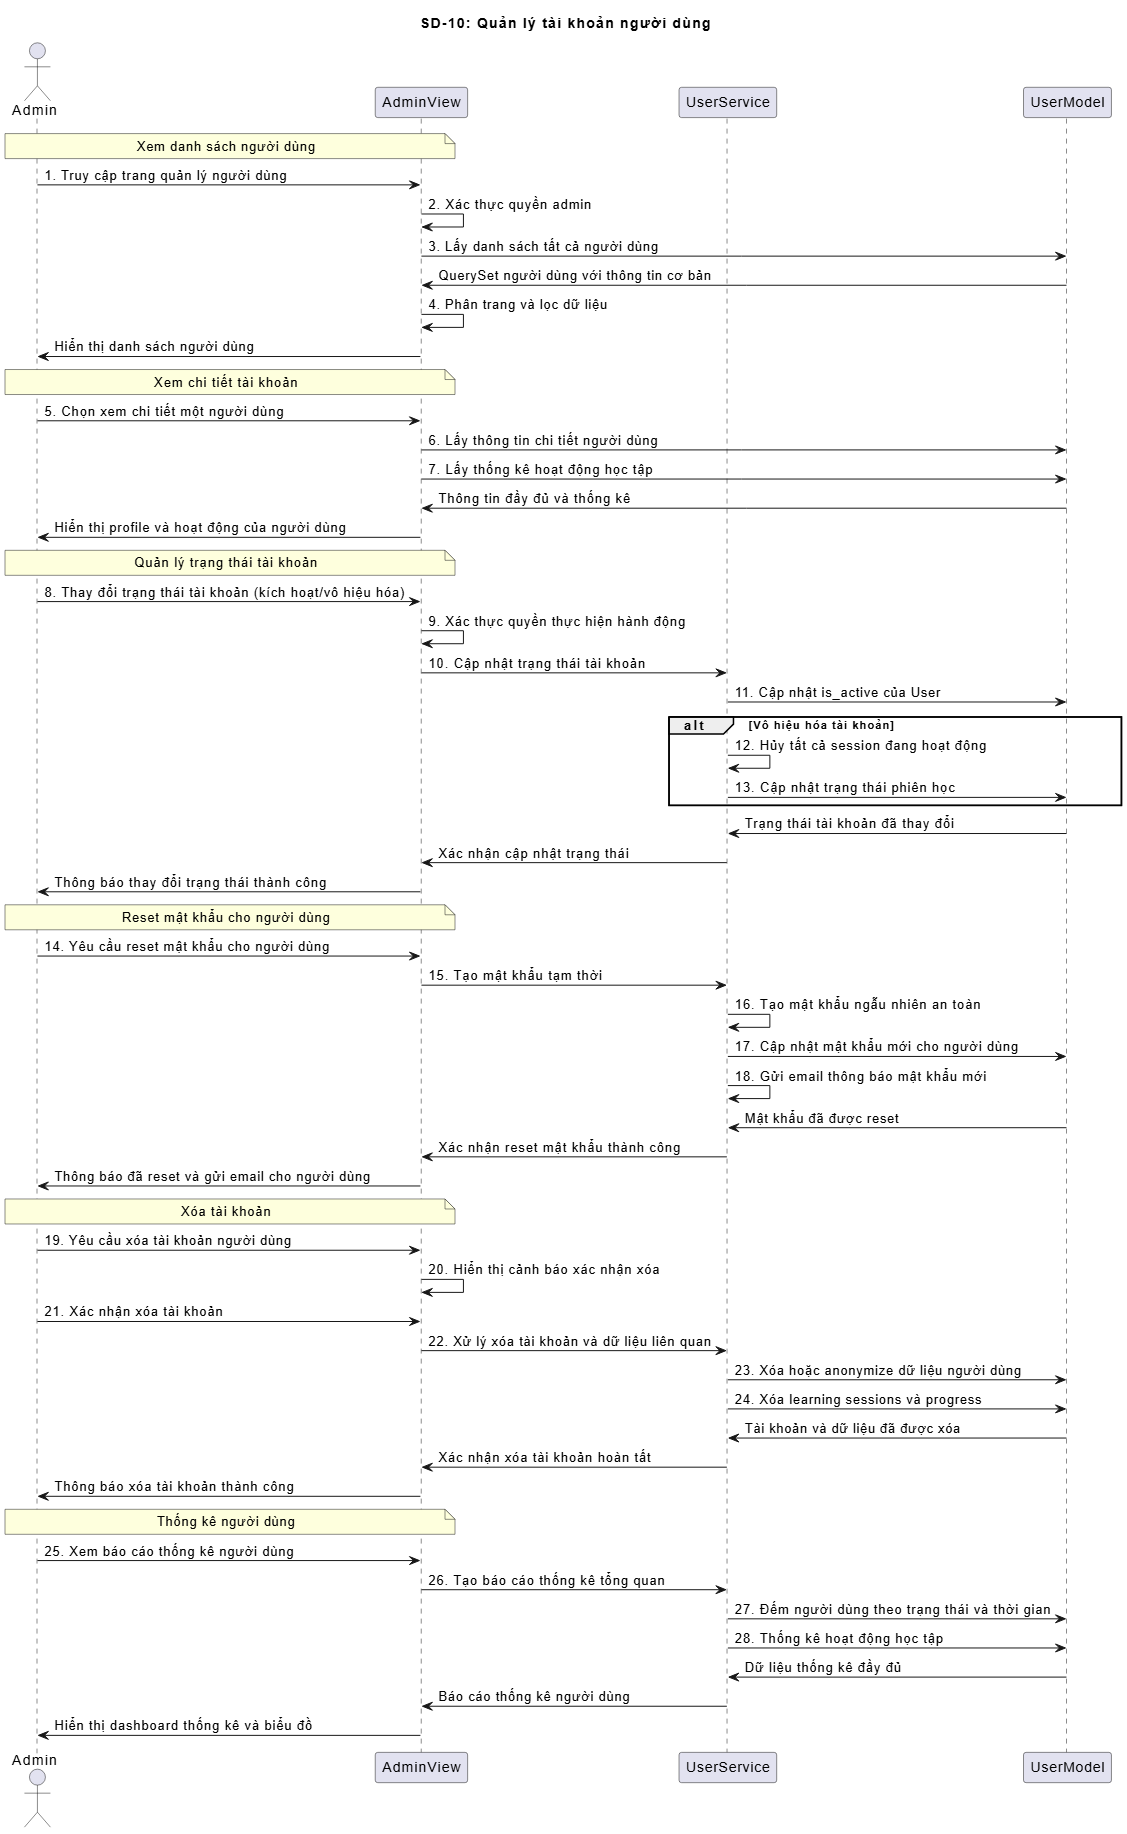 SD-10: Quản lý tài khoản người dùng
Admin
AdminView
UserService
UserModel
Xem danh sách người dùng
1. Truy cập trang quản lý người dùng
2. Xác thực quyền admin
3. Lấy danh sách tất cả người dùng
QuerySet người dùng với thông tin cơ bản
4. Phân trang và lọc dữ liệu
Hiển thị danh sách người dùng
Xem chi tiết tài khoản
5. Chọn xem chi tiết một người dùng
6. Lấy thông tin chi tiết người dùng
7. Lấy thống kê hoạt động học tập
Thông tin đầy đủ và thống kê
Hiển thị profile và hoạt động của người dùng
Quản lý trạng thái tài khoản
8. Thay đổi trạng thái tài khoản (kích hoạt/vô hiệu hóa)
9. Xác thực quyền thực hiện hành động
10. Cập nhật trạng thái tài khoản
11. Cập nhật is_active của User
alt [Vô hiệu hóa tài khoản]
12. Hủy tất cả session đang hoạt động
13. Cập nhật trạng thái phiên học
Trạng thái tài khoản đã thay đổi
Xác nhận cập nhật trạng thái
Thông báo thay đổi trạng thái thành công
Reset mật khẩu cho người dùng
14. Yêu cầu reset mật khẩu cho người dùng
15. Tạo mật khẩu tạm thời
16. Tạo mật khẩu ngẫu nhiên an toàn
17. Cập nhật mật khẩu mới cho người dùng
18. Gửi email thông báo mật khẩu mới
Mật khẩu đã được reset
Xác nhận reset mật khẩu thành công
Thông báo đã reset và gửi email cho người dùng
Xóa tài khoản
19. Yêu cầu xóa tài khoản người dùng
20. Hiển thị cảnh báo xác nhận xóa
21. Xác nhận xóa tài khoản
22. Xử lý xóa tài khoản và dữ liệu liên quan
23. Xóa hoặc anonymize dữ liệu người dùng
24. Xóa learning sessions và progress
Tài khoản và dữ liệu đã được xóa
Xác nhận xóa tài khoản hoàn tất
Thông báo xóa tài khoản thành công
Thống kê người dùng
25. Xem báo cáo thống kê người dùng
26. Tạo báo cáo thống kê tổng quan
27. Đếm người dùng theo trạng thái và thời gian
28. Thống kê hoạt động học tập
Dữ liệu thống kê đầy đủ
Báo cáo thống kê người dùng
Hiển thị dashboard thống kê và biểu đồ
Admin
AdminView
UserService
UserModel